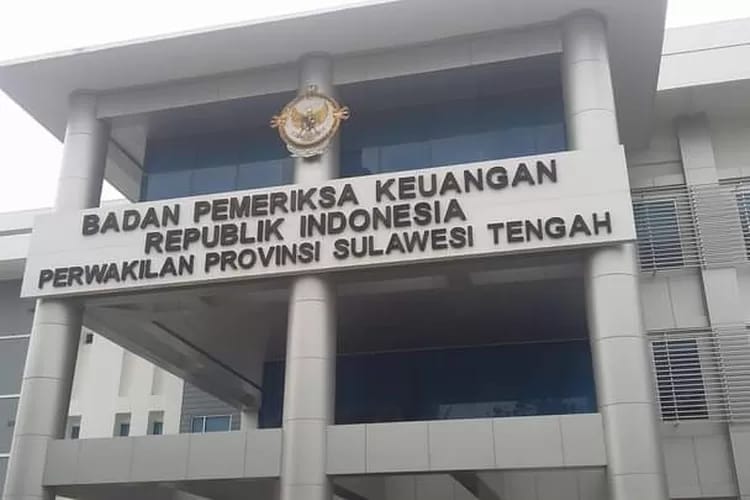 BADAN PEMERIKSA KEUANGAN
REPUBLIK INDONESIA
PERWAKILAN PROVINSI SULAWESI TENGAH